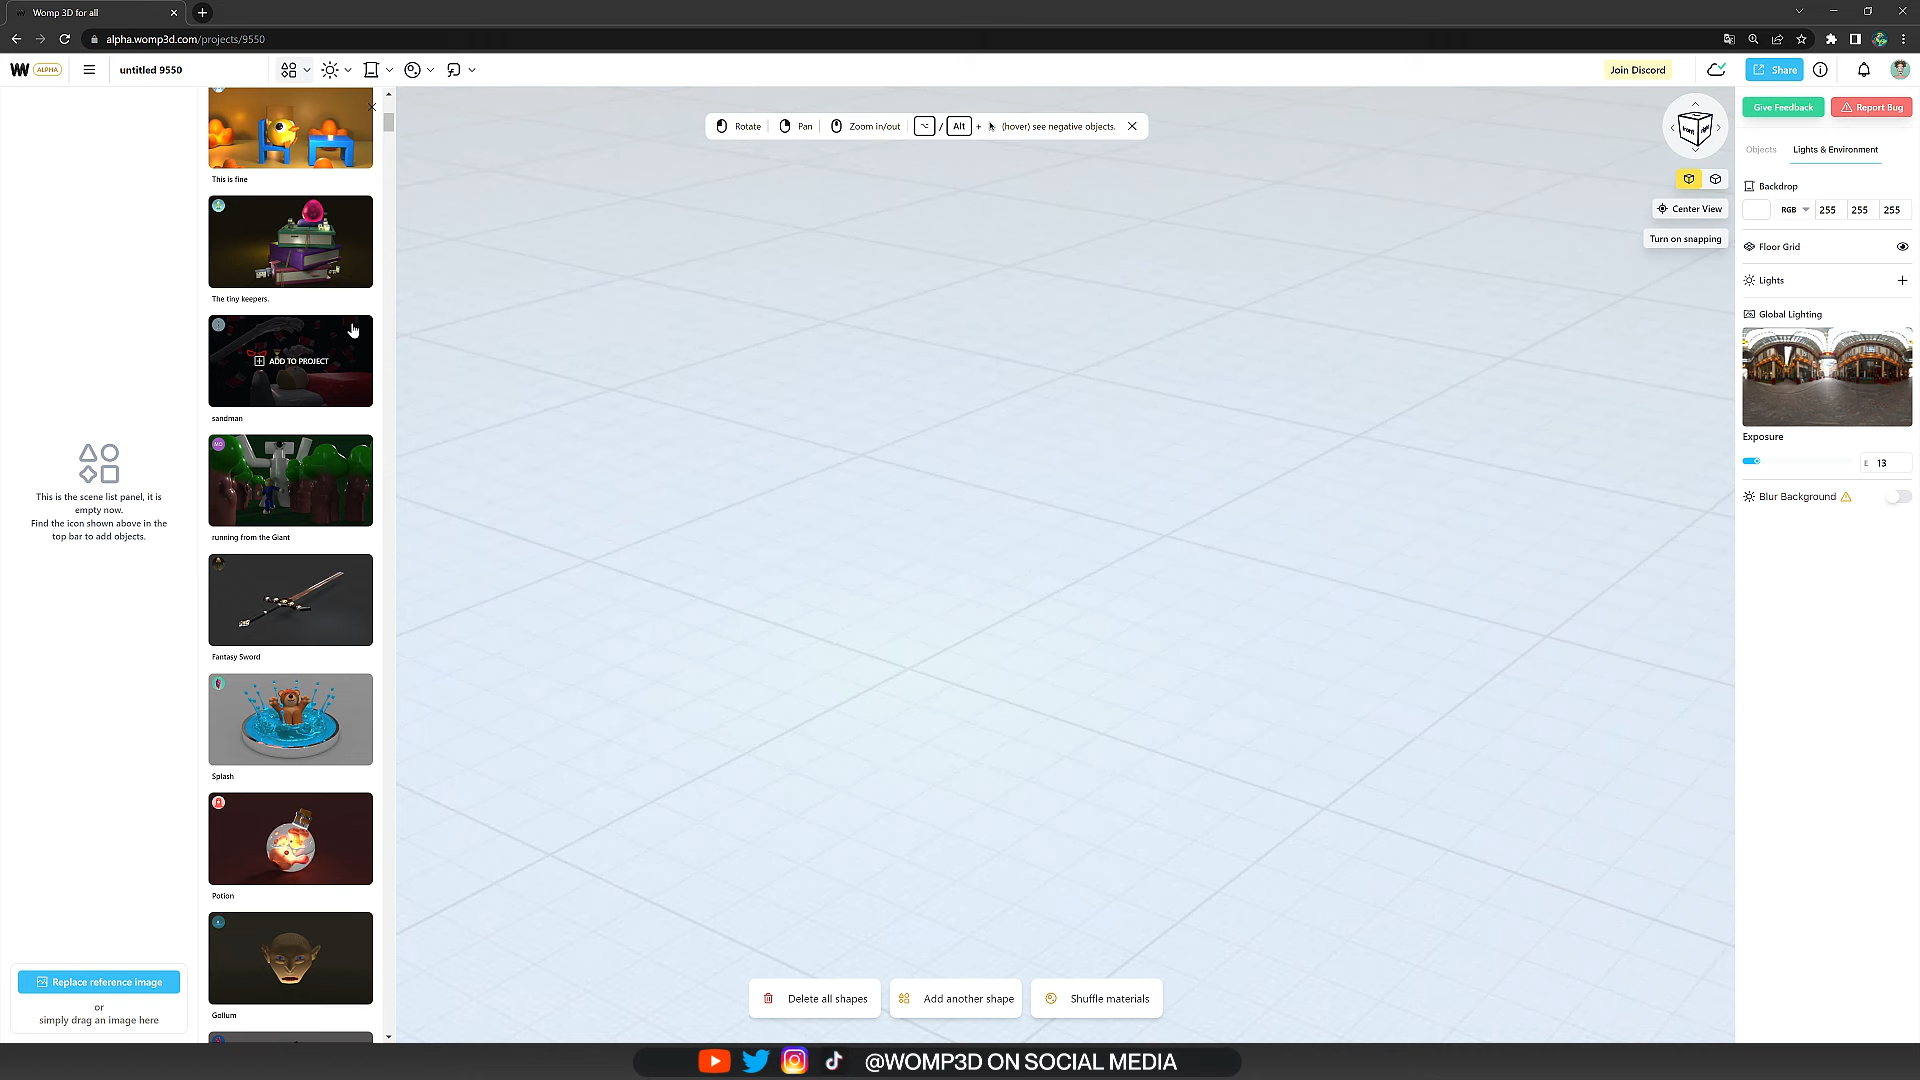 Womp 3D for all
alpha.womp3d.com/projects/9550
ALPHA
untitled 9550
Join Discord
Share
Rotate
Pan
Zoom in/out
/ Alt + (hover) see negative objects.
front
right
Center View
Turn on snapping
Give Feedback
Report Bug
Objects
Lights & Environment
Backdrop
RGB 255 255 255
Floor Grid
Lights
Global Lighting
Exposure
E 13
Blur Background
This is fine
The tiny keepers.
ADD TO PROJECT
sandman
MO
running from the Giant
Fantasy Sword
Splash
Potion
Gollum
This is the scene list panel, it is
empty now.
Find the icon shown above in the
top bar to add objects.
Replace reference image
or
simply drag an image here
Delete all shapes
Add another shape
Shuffle materials
@WOMP3D ON SOCIAL MEDIA